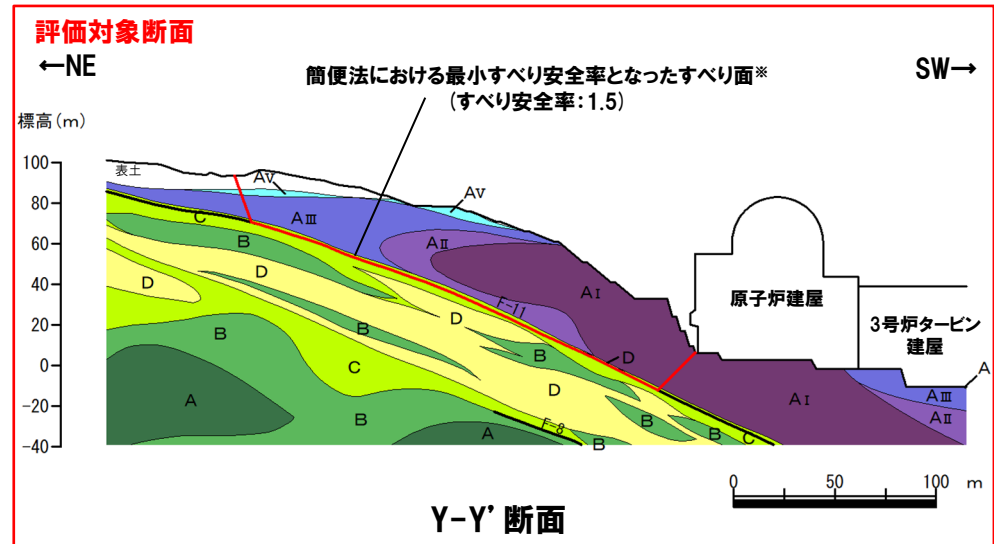 評価対象断面
←NE
SW→
簡便法における最小すべり安全率となったすべり面※
(すべり安全率:1.5)
標高(m)
100
80
60
40
20
0
-20
-40
表土
AⅤ
AⅤ
AⅢ
AⅡ
AⅠ
C
B
D
D
F-11
D
B
D
B
B
C
D
A
B
A
F-8
B
B
B
C
AⅠ
原子炉建屋
3号炉タービン
建屋
A
AⅢ
AⅡ
0
50
100
m
Y-Y’断面